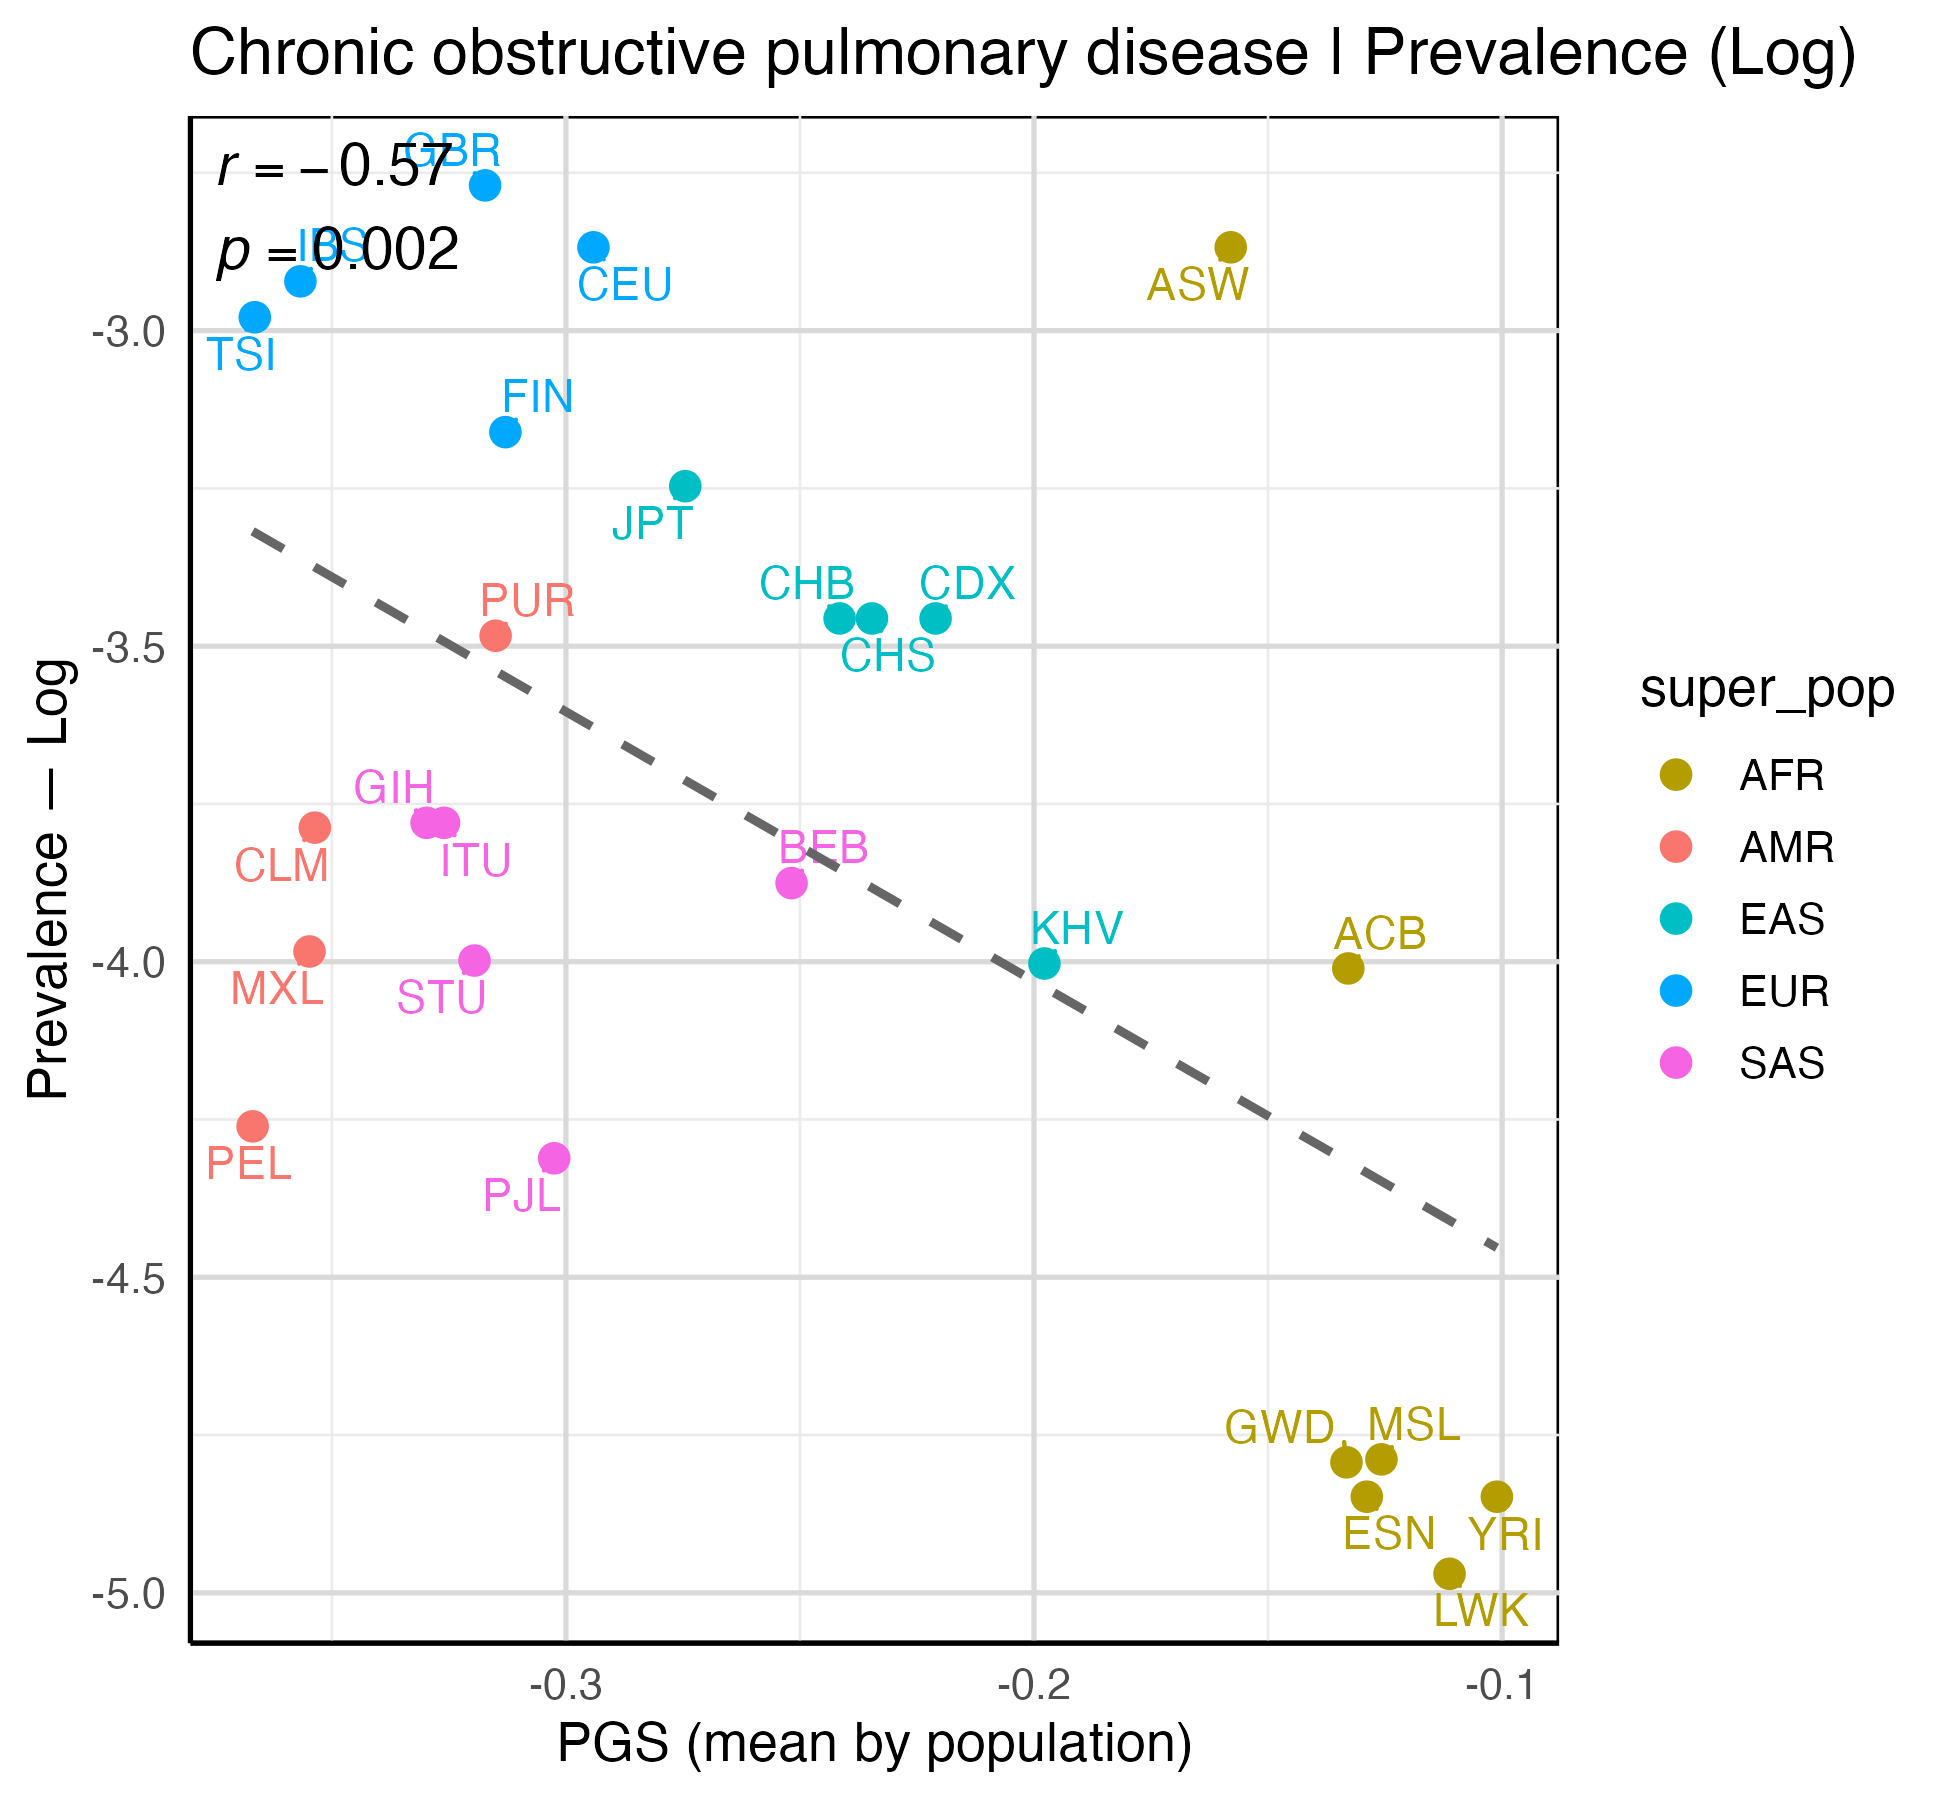 Chronic obstructive pulmonary disease | Prevalence (Log)
GBR
r = −0.57
IBS
p = 0.002
CEU
ASW
-3.0
TSI
FIN
JPT
CHB
CDX
PUR
-3.5
CHS
Prevalence — Log
super_pop
GIH
AFR
BEB
AMR
CLM
ITU
KHV
ACB
EAS
-4.0
MXL
STU
EUR
SAS
PEL
PJL
-4.5
GWD
MSL
ESN
YRI
-5.0
LWK
-0.3
-0.2
-0.1
PGS (mean by population)